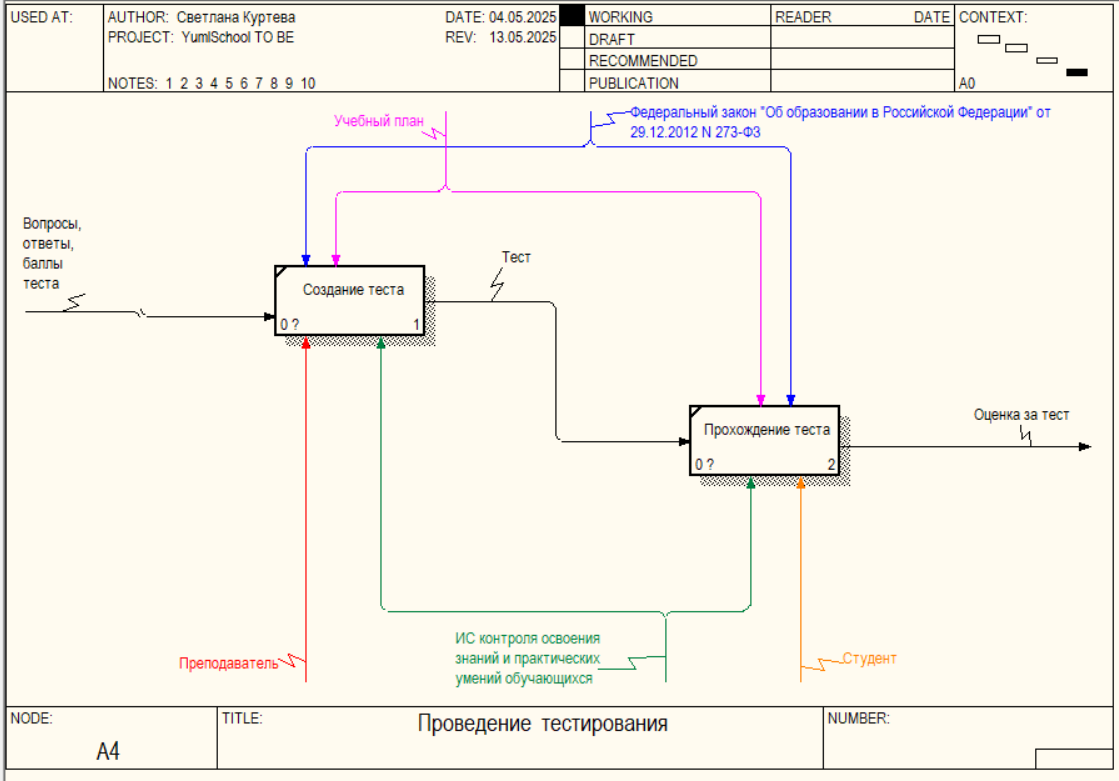 USED AT:
AUTHOR: Светлана Куртева
DATE: 04.05.2025
PROJECT: YumISchool TO BE
REV: 13.05.2025
NOTES: 1 2 3 4 5 6 7 8 9 10
WORKING
DRAFT
RECOMMENDED
PUBLICATION
READER
DATE
CONTEXT:
A0
Учебный план
Федеральный закон "Об образовании в Российской Федерации" от
29.12.2012 N 273-ФЗ
Вопросы,
ответы,
баллы
теста
Создание теста
0 ?
1
Тест
Прохождение теста
0 ?
2
Оценка за тест
Преподаватель
ИС контроля освоения
знаний и практических
умений обучающихся
Студент
NODE:
A4
TITLE:
Проведение тестирования
NUMBER: